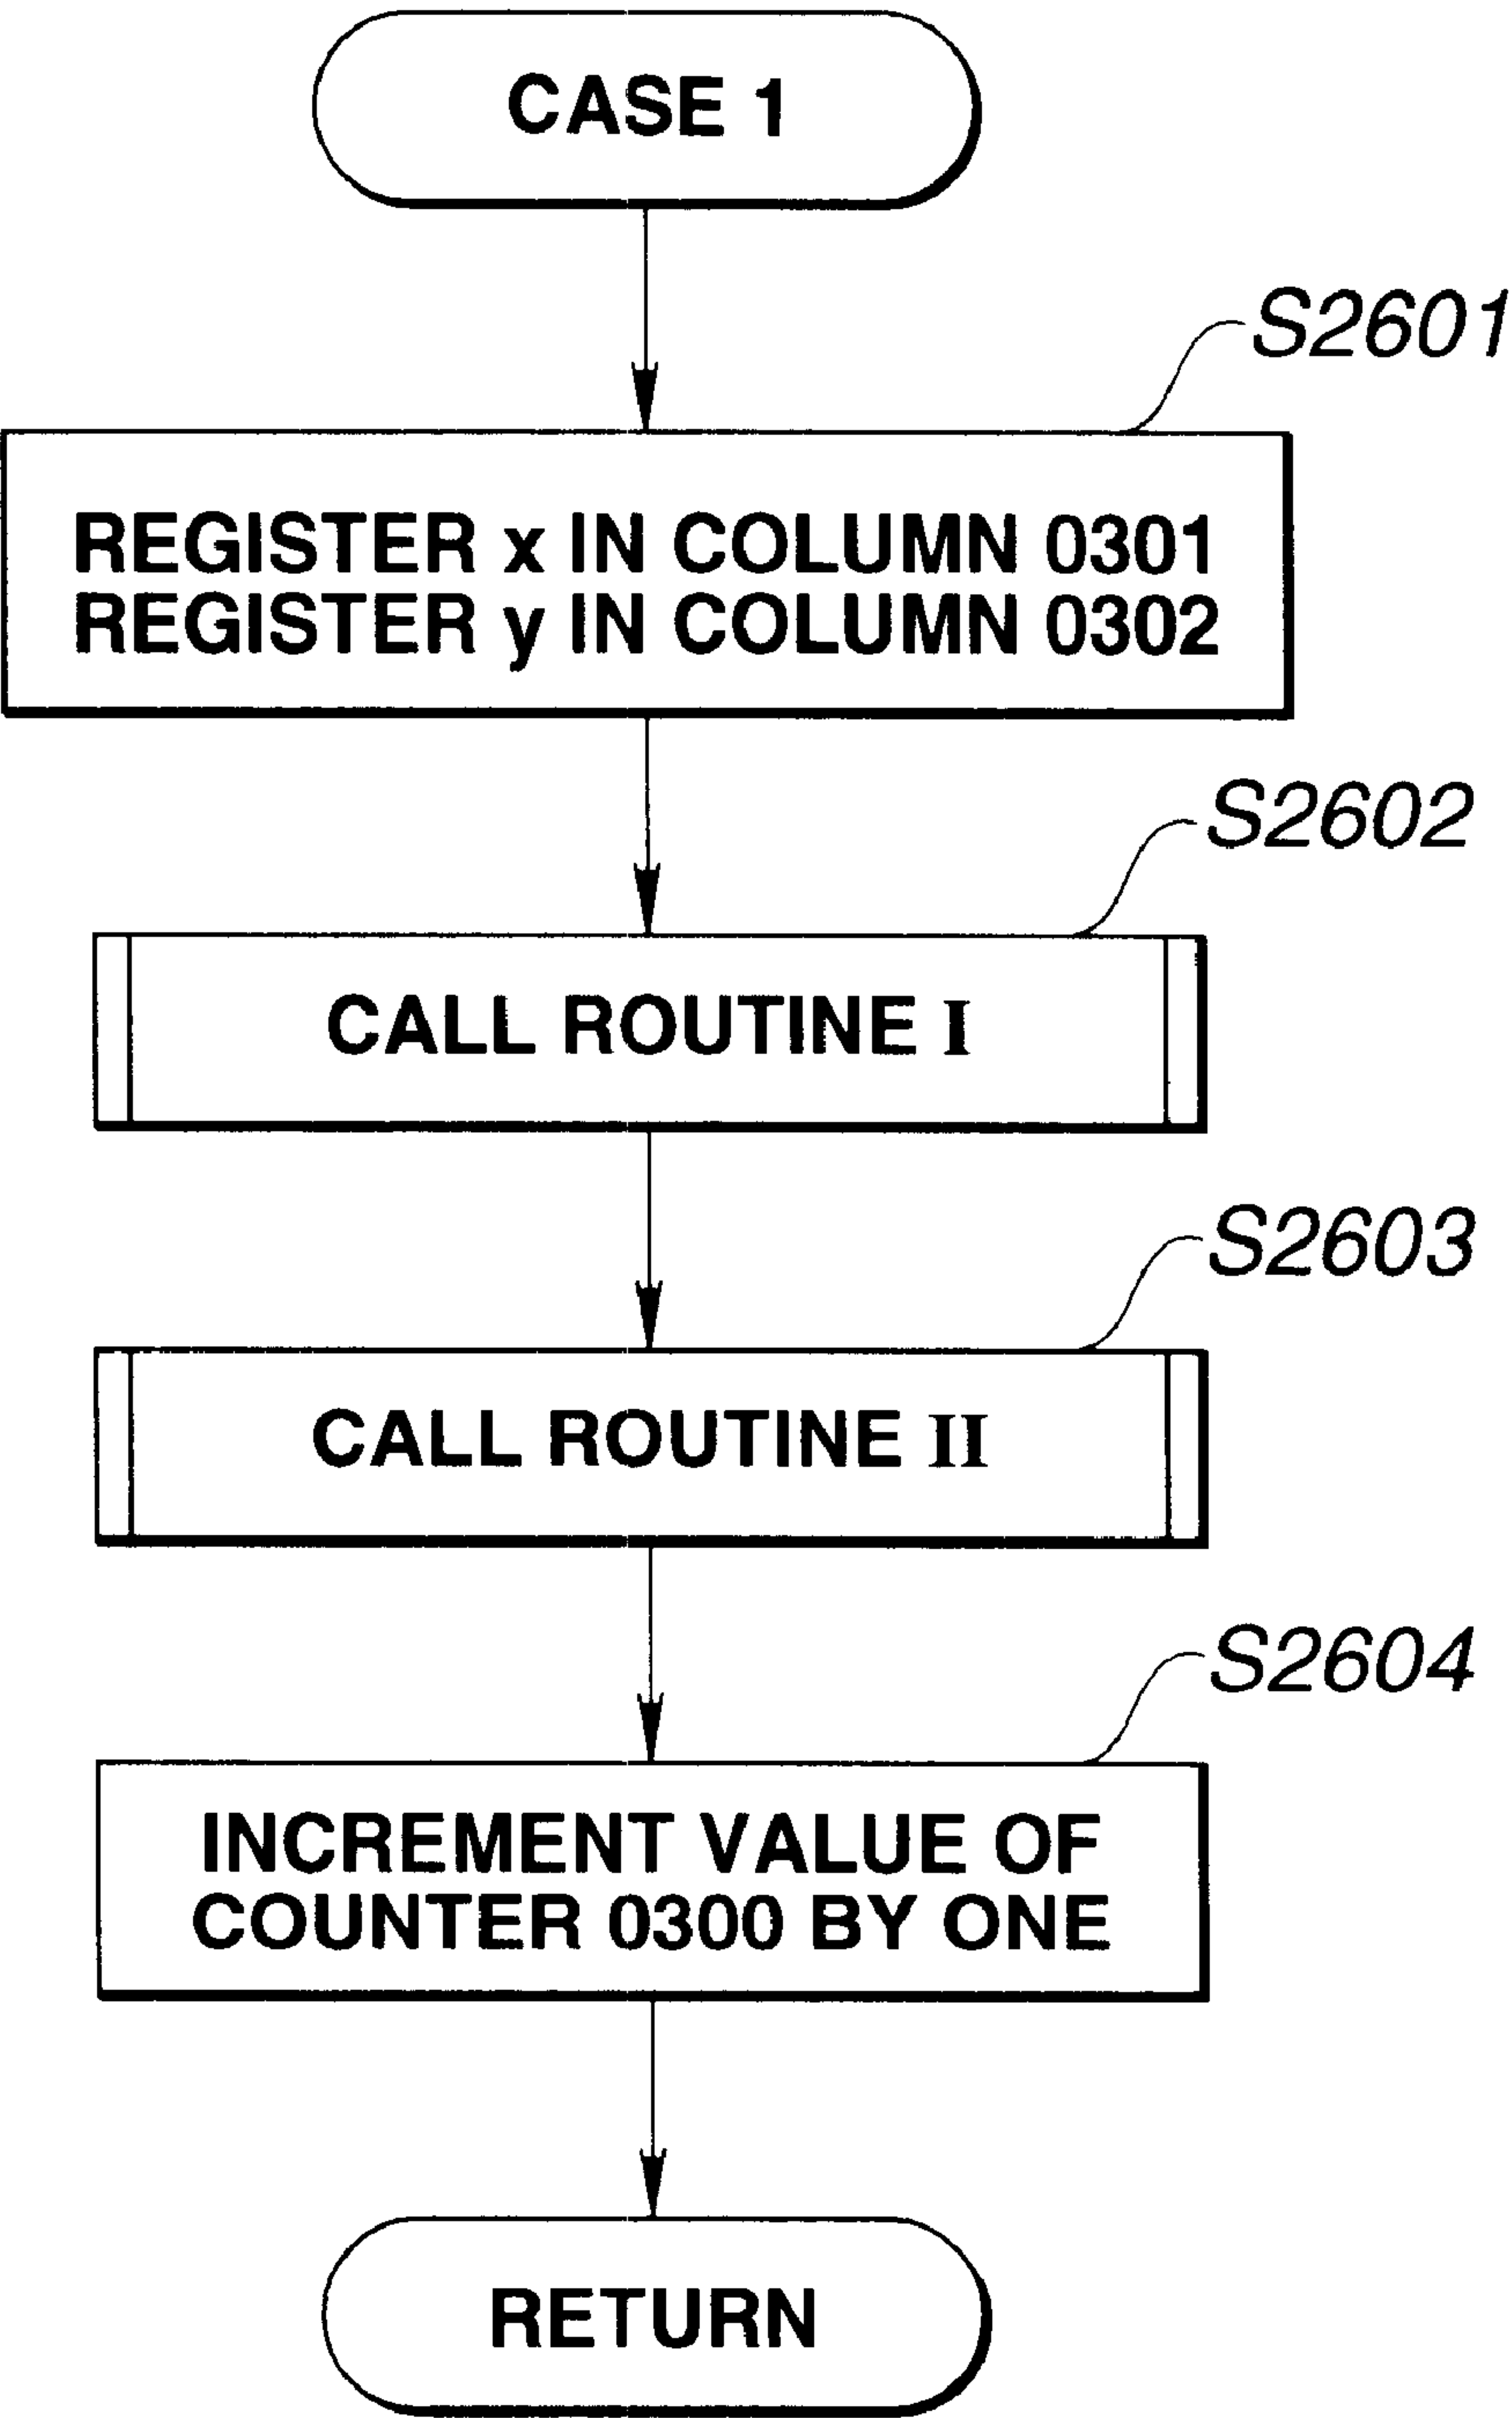 CASE 1
S2601
REGISTER x IN COLUMN 0301
REGISTER y IN COLUMN 0302
S2602
CALL ROUTINE I
S2603
CALL ROUTINE II
S2604
INCREMENT VALUE OF
COUNTER 0300 BY ONE
RETURN